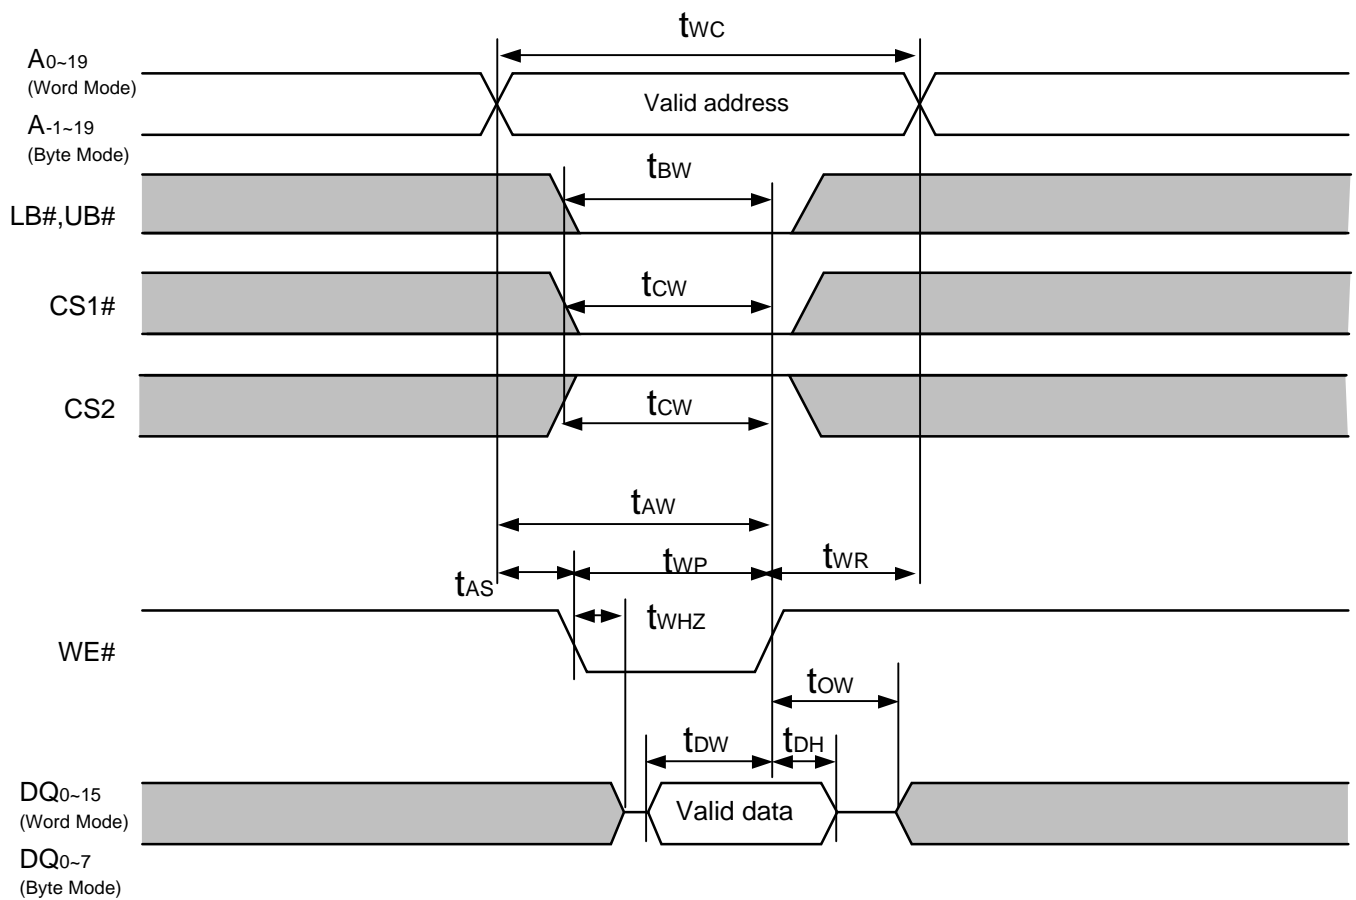 tWC
A0~19
(Word Mode)
Valid address
A-1~19
(Byte Mode)
tBW
LB#,UB#
tCW
CS1#
tCW
CS2
tAW
tWP
tWR
tAS
tWHZ
WE#
tOW
tDW
tDH
DQ0~15
(Word Mode)
Valid data
DQ0~7
(Byte Mode)